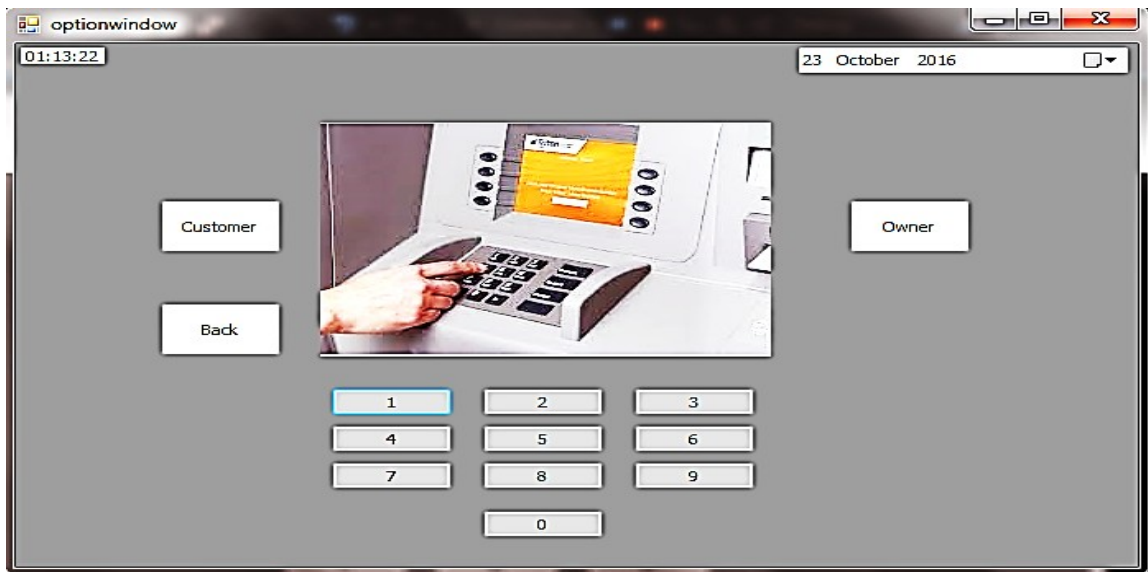 optionwindow
01:13:22
23 October 2016
Customer
Owner
Back
1 2 3
4 5 6
7 8 9
0